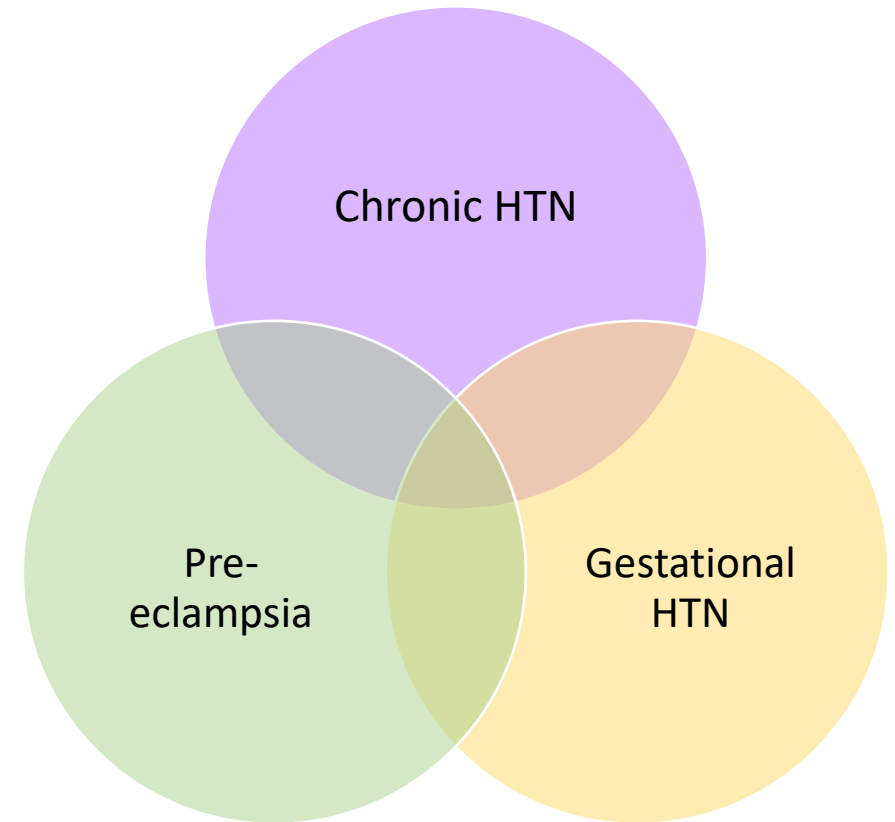 Chronic HTN
Pre-
eclampsia
Gestational
HTN